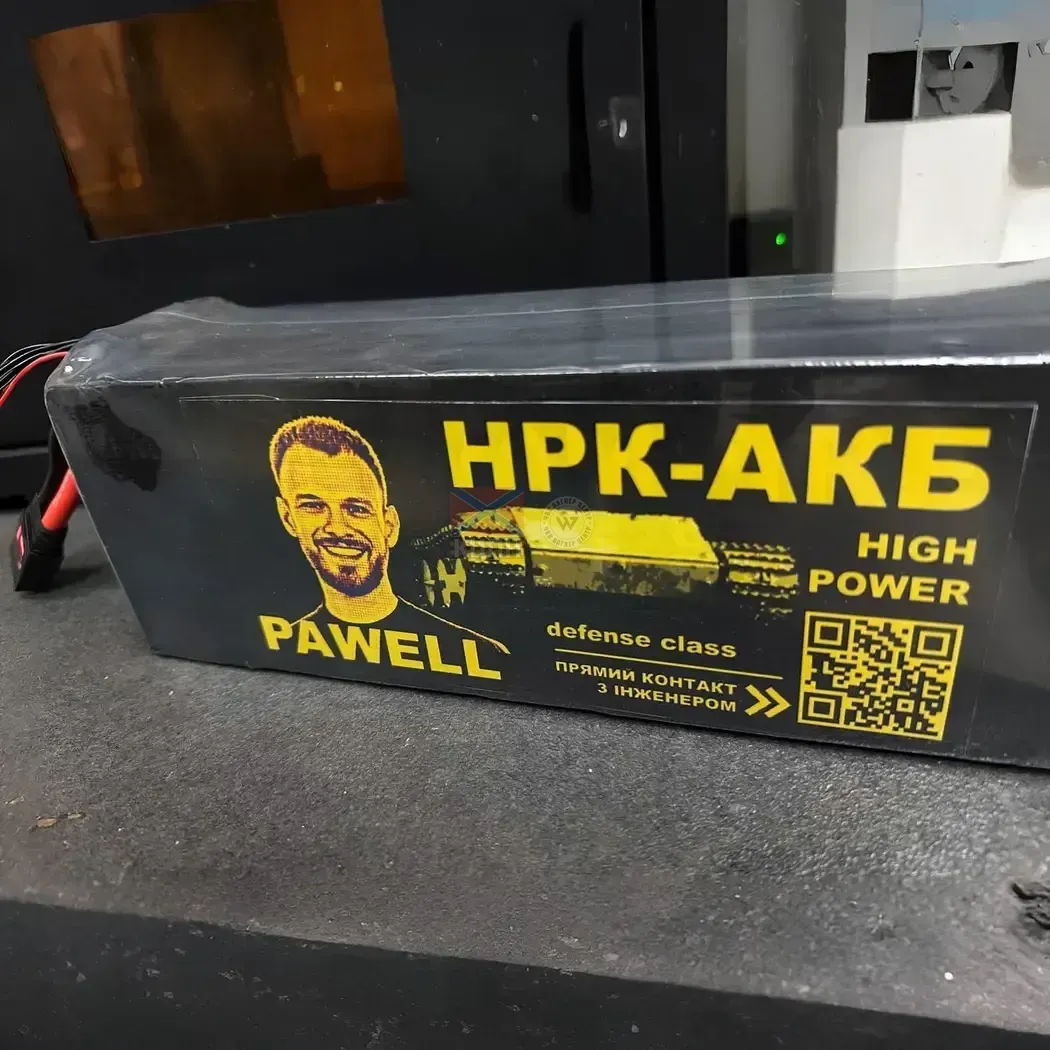 НРК-АКБ
HIGH
POWER
PAWELL
defense class
ПРЯМИЙ КОНТАКТ
З ІНЖЕНЕРОМ